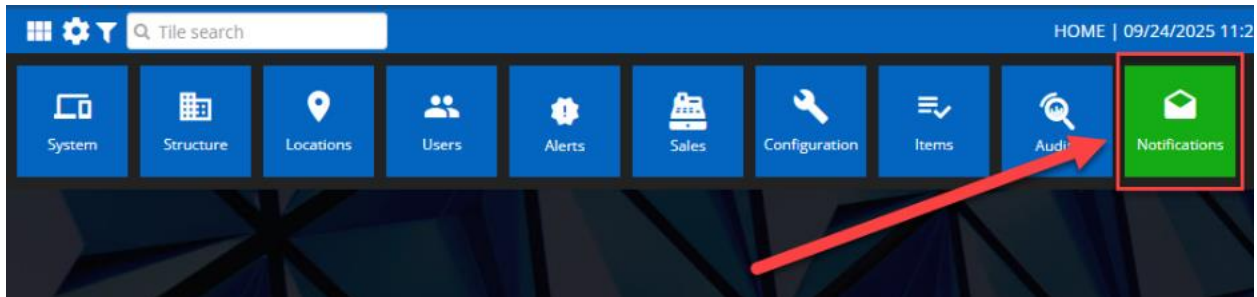 Tile search
HOME | 09/24/2025 11:2
System Structure Locations Users Alerts Sales Configuration Items Notifications